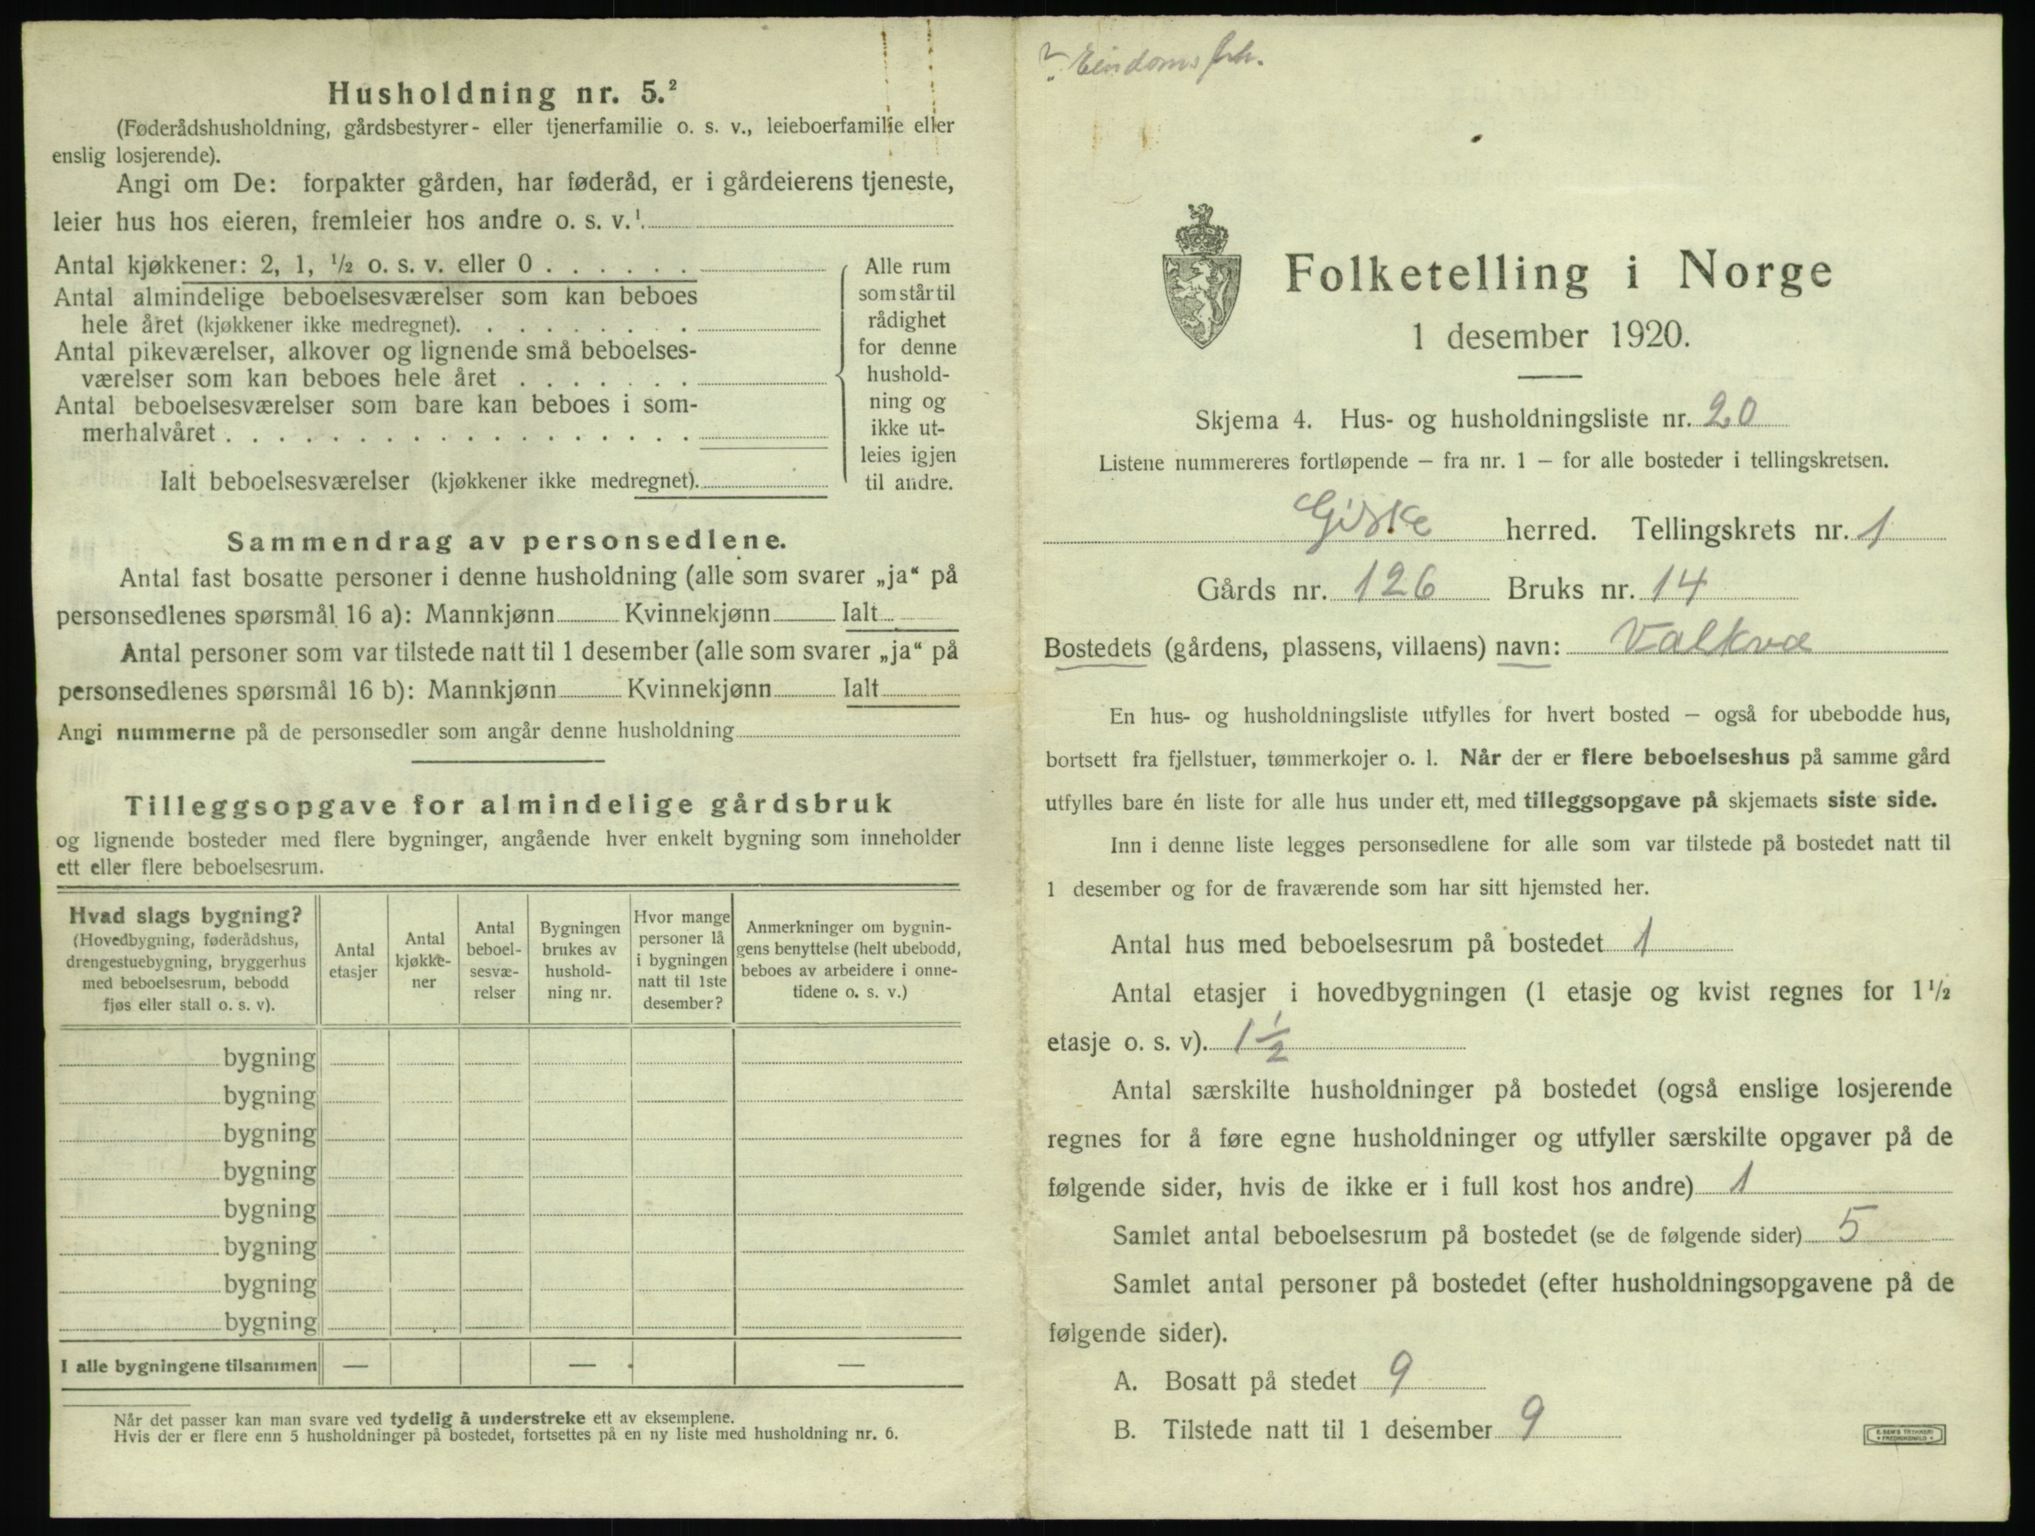 Husholdning nr. 5.²
(Føderådshusholdning, gårdsbestyrer- eller tjenerfamilie o. s. v., leieboerfamilie eller
enslig losjerende).
Angi om De: forpakter gården, har føderåd, er i gårdeierens tjeneste,
leier hus hos eieren, fremleier hos andre o. s. v.¹
Antal kjøkkener: 2, 1, ½ o. s. v. eller 0 . . . . . .
Antal almindelige beboelsesværelser som kan beboes
hele året (kjøkkener ikke medregnet). . . . . . . . .
Antal pikeværelser, alkover og lignende små beboelses-
værelser som kan beboes hele året . . . . . . .
Antal beboelsesværelser som bare kan beboes i som-
merhalvåret . . . . . . . . . . . . . . . . . .
Ialt beboelsesværelser (kjøkkener ikke medregnet).
Alle rum
som står til
rådighet
for denne
hushold-
ning og
ikke ut-
leies igjen
til andre.
Sammendrag av personsedlene.
Antal fast bosatte personer i denne husholdning (alle som svarer „ja“ på
personsedlenes spørsmål 16 a): Mannkjønn Kvinnekjønn Ialt
Antal personer som var tilstede natt til 1 desember (alle som svarer „ja“ på
personsedlenes spørsmål 16 b): Mannkjønn Kvinnekjønn Ialt
Angi nummerne på de personsedler som angår denne husholdning
Tilleggsopgave for almindelige gårdsbruk
og lignende bosteder med flere bygninger, angående hver enkelt bygning som inneholder
ett eller flere beboelsesrum.
Hvad slags bygning?
(Hovedbygning, føderådshus,
drengestuebygning, bryggerhus
med beboelsesrum, bebodd
fjøs eller stall o. s. v).
Antal
etasjer
Antal
kjøkke-
ner
Antal
beboel-
sesvæ-
relser
Bygningen
brukes av
hushold-
ning nr.
Hvor mange
personer lå
i bygningen
natt til 1ste
desember?
Anmerkninger om bygnin-
gens benyttelse (helt ubebodd,
beboes av arbeidere i onne-
tidene o. s. v.)
bygning
bygning
bygning
bygning
bygning
bygning
bygning
bygning
I alle bygningene tilsammen — — —
Når det passer kan man svare ved tydelig å understreke ett av eksemplene.
Hvis der er flere enn 5 husholdninger på bostedet, fortsettes på en ny liste med husholdning nr. 6.
Eindoms
Folketelling i Norge
1 desember 1920.
Skjema 4. Hus- og husholdningsliste nr. 20
Listene nummereres fortløpende — fra nr. 1 — for alle bosteder i tellingskretsen.
Giske herred. Tellingskrets nr. 1
Gårds nr. 126 Bruks nr. 14
Bostedets (gårdens, plassens, villaens) navn: Valkvæ
En hus- og husholdningsliste utfylles for hvert bosted — også for ubebodde hus,
bortsett fra fjellstuer, tømmerkojer o. l. Når der er flere beboelseshus på samme gård
utfylles bare én liste for alle hus under ett, med tilleggsopgave på skjemaets siste side.
Inn i denne liste legges personsedlene for alle som var tilstede på bostedet natt til
1 desember og for de fraværende som har sitt hjemsted her.
Antal hus med beboelsesrum på bostedet 1
Antal etasjer i hovedbygningen (1 etasje og kvist regnes for 1½
etasje o. s. v). 1½
Antal særskilte husholdninger på bostedet (også enslige losjerende
regnes for å føre egne husholdninger og utfyller særskilte opgaver på de
følgende sider, hvis de ikke er i full kost hos andre) 1
Samlet antal beboelsesrum på bostedet (se de følgende sider) 5
Samlet antal personer på bostedet (efter husholdningsopgavene på de
følgende sider).
A. Bosatt på stedet 9
B. Tilstede natt til 1 desember 9